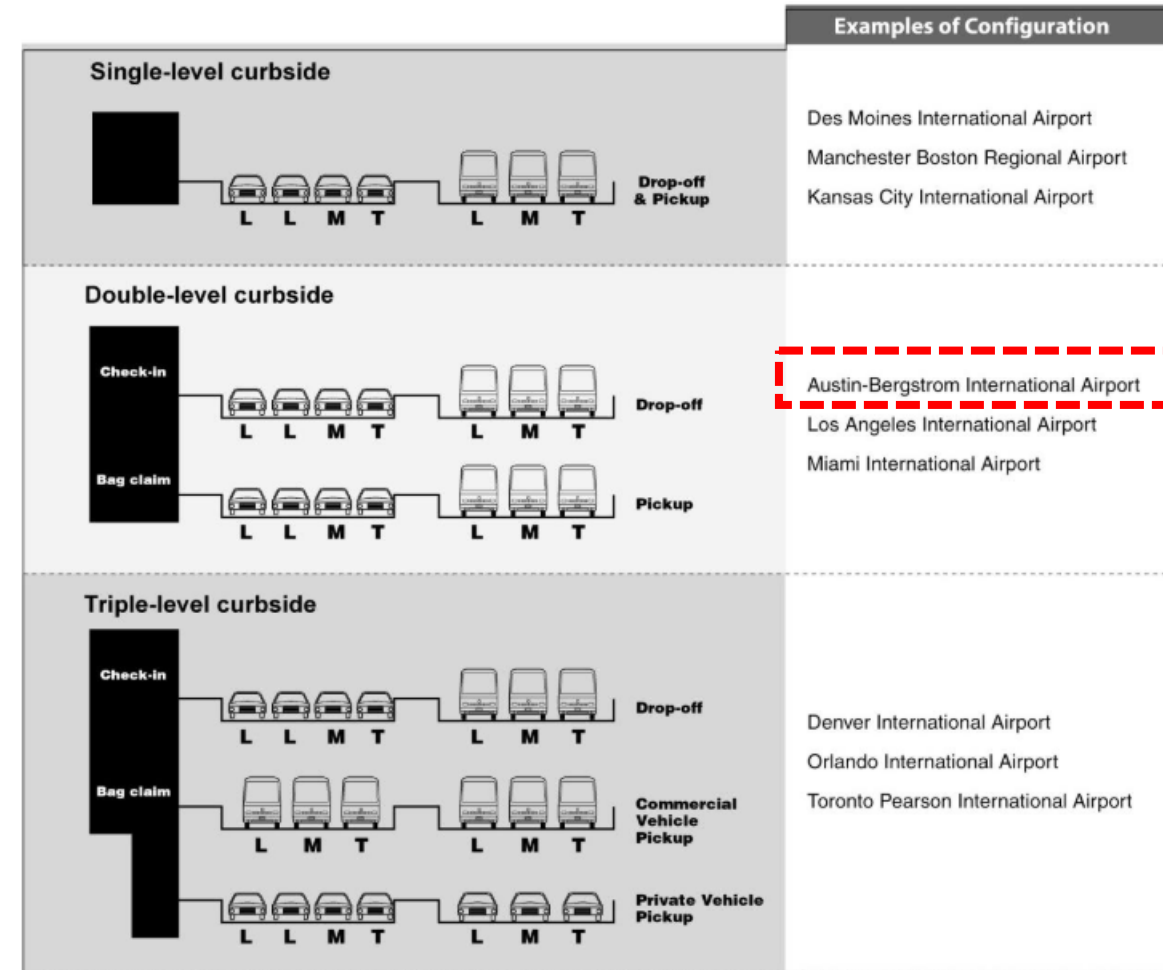 Examples of Configuration
Single-level curbside
Des Moines International Airport
Manchester Boston Regional Airport
Kansas City International Airport
Drop-off
& Pickup
L L M T L M T
Double-level curbside
Check-in
Drop-off
L L M T L M T
Bag claim
Pickup
L L M T L M T
Austin-Bergstrom International Airport
Los Angeles International Airport
Miami International Airport
Triple-level curbside
Check-in
Drop-off
L L M T L M T
Bag claim
Commercial
Vehicle
Pickup
L M T L M T
Private Vehicle
Pickup
L L M T L M T
Denver International Airport
Orlando International Airport
Toronto Pearson International Airport